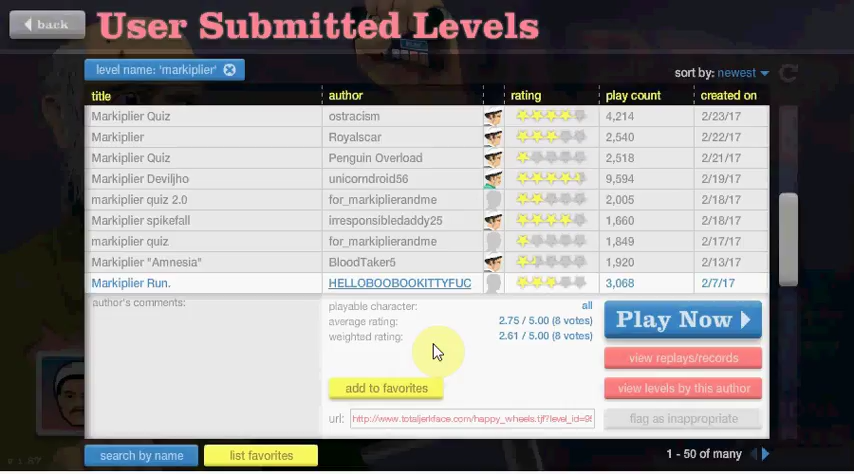 back
User Submitted Levels
level name: 'markiplier'
sort by: newest
title author rating play count created on
Markiplier Quiz ostracism 4,214 2/23/17
Markiplier Royalscar 2,540 2/22/17
Markiplier Quiz Penguin Overload 2,518 2/21/17
Markiplier Deviljho unicorndroid56 9,594 2/19/17
markiplier quiz 2.0 for_markiplierandme 2,005 2/18/17
Markiplier spikefall irresponsibledaddy25 1,660 2/18/17
markiplier quiz for_markiplierandme 1,849 2/17/17
Markiplier "Amnesia" BloodTaker5 1,920 2/13/17
Markiplier Run. HELLOBOOBOOKITTYFUC 3,068 2/7/17
author's comments:
playable character: all
average rating: 2.75 / 5.00 (8 votes)
weighted rating: 2.61 / 5.00 (8 votes)
Play Now
view replays/records
add to favorites
view levels by this author
url: http://www.totaljerkface.com/happy_wheels.tjf?level_id=9
flag as inappropriate
search by name
list favorites
1 - 50 of many